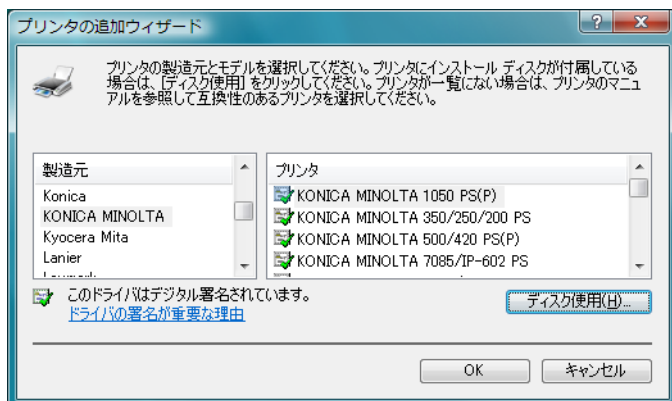 プリンタの追加ウィザード
プリンタの製造元とモデルを選択してください。プリンタにインストール ディスクが付属している
場合は、[ディスク使用] をクリックしてください。プリンタが一覧にない場合は、プリンタのマニュ
アルを参照して互換性のあるプリンタを選択してください。
製造元
Konica
KONICA MINOLTA
Kyocera Mita
Lanier
プリンタ
KONICA MINOLTA 1050 PS(P)
KONICA MINOLTA 350/250/200 PS
KONICA MINOLTA 500/420 PS(P)
KONICA MINOLTA 7085/IP-602 PS
このドライバはデジタル署名されています。
ドライバの署名が重要な理由
ディスク使用(H)...
OK
キャンセル